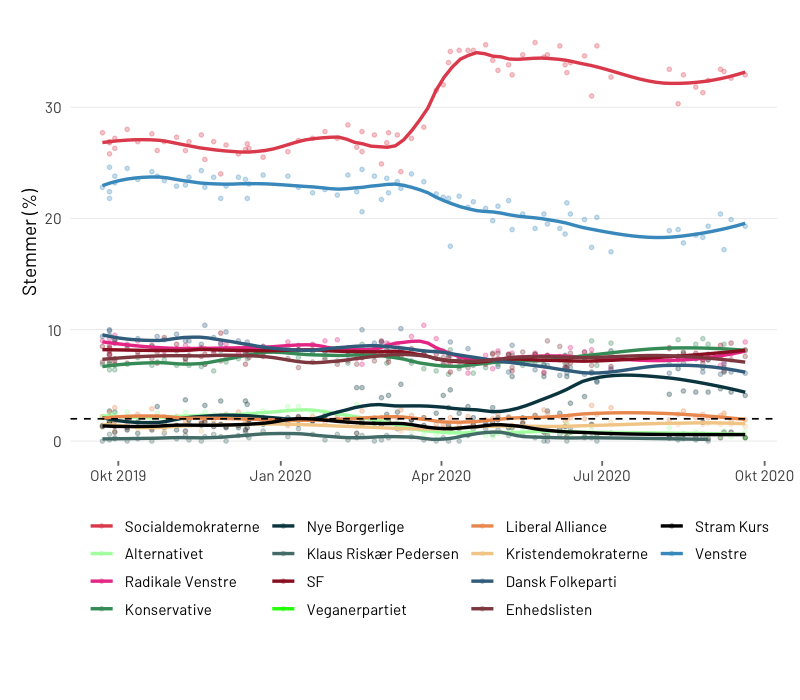 Stemmer (%)
30
20
10
0
Okt 2019 Jan 2020 Apr 2020 Jul 2020 Okt 2020
Socialdemokraterne Nye Borgerlige Liberal Alliance Stram Kurs
Alternativet Klaus Riskær Pedersen Kristendemokraterne Venstre
Radikale Venstre SF Dansk Folkeparti
Konservative Veganerpartiet Enhedslisten